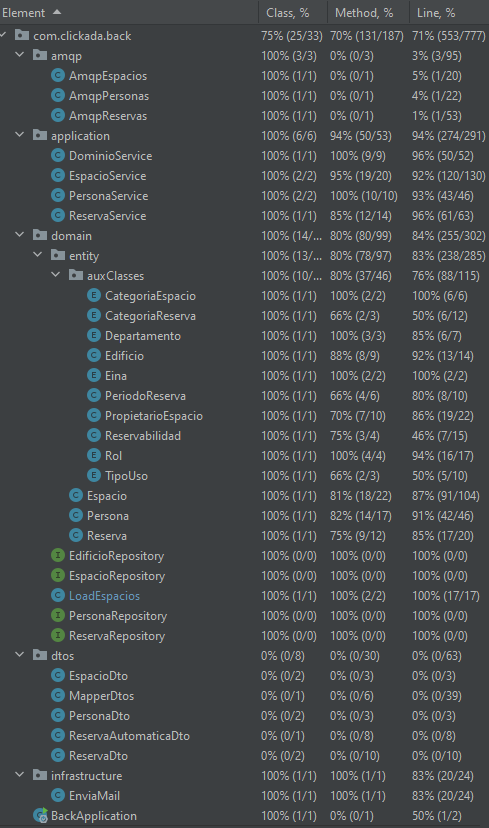 Element Class, % Method, % Line, %
com.clickada.back 75% (25/33) 70% (131/187) 71% (553/777)
amqp 100% (3/3) 0% (0/3) 3% (3/95)
C AmqpEspacios 100% (1/1) 0% (0/1) 5% (1/20)
C AmqpPersonas 100% (1/1) 0% (0/1) 4% (1/22)
C AmqpReservas 100% (1/1) 0% (0/1) 1% (1/53)
application 100% (6/6) 94% (50/53) 94% (274/291)
C DominioService 100% (1/1) 100% (9/9) 96% (50/52)
C EspacioService 100% (2/2) 95% (19/20) 92% (120/130)
C PersonaService 100% (2/2) 100% (10/10) 93% (43/46)
C ReservaService 100% (1/1) 85% (12/14) 96% (61/63)
domain 100% (14/... 80% (80/99) 84% (255/302)
entity 100% (13/... 80% (78/97) 83% (238/285)
auxClasses 100% (10/... 80% (37/46) 76% (88/115)
E CategoriaEspacio 100% (1/1) 100% (2/2) 100% (6/6)
E CategoriaReserva 100% (1/1) 66% (2/3) 50% (6/12)
E Departamento 100% (1/1) 100% (3/3) 85% (6/7)
E Edificio 100% (1/1) 88% (8/9) 92% (13/14)
E Eina 100% (1/1) 100% (2/2) 100% (2/2)
C PeriodoReserva 100% (1/1) 66% (4/6) 80% (8/10)
C PropietarioEspacio 100% (1/1) 70% (7/10) 86% (19/22)
C Reservabilidad 100% (1/1) 75% (3/4) 46% (7/15)
E Rol 100% (1/1) 100% (4/4) 94% (16/17)
E TipoUso 100% (1/1) 66% (2/3) 50% (5/10)
C Espacio 100% (1/1) 81% (18/22) 87% (91/104)
C Persona 100% (1/1) 82% (14/17) 91% (42/46)
C Reserva 100% (1/1) 75% (9/12) 85% (17/20)
I EdificioRepository 100% (0/0) 100% (0/0) 100% (0/0)
I EspacioRepository 100% (0/0) 100% (0/0) 100% (0/0)
C LoadEspacios 100% (1/1) 100% (2/2) 100% (17/17)
I PersonaRepository 100% (0/0) 100% (0/0) 100% (0/0)
I ReservaRepository 100% (0/0) 100% (0/0) 100% (0/0)
dtos 0% (0/8) 0% (0/30) 0% (0/63)
C EspacioDto 0% (0/2) 0% (0/3) 0% (0/3)
C MapperDtos 0% (0/1) 0% (0/6) 0% (0/39)
C PersonaDto 0% (0/2) 0% (0/3) 0% (0/3)
C ReservaAutomaticaDto 0% (0/1) 0% (0/8) 0% (0/8)
C ReservaDto 0% (0/2) 0% (0/10) 0% (0/10)
infrastructure 100% (1/1) 100% (1/1) 83% (20/24)
C EnviaMail 100% (1/1) 100% (1/1) 83% (20/24)
C BackApplication 100% (1/1) 0% (0/1) 50% (1/2)